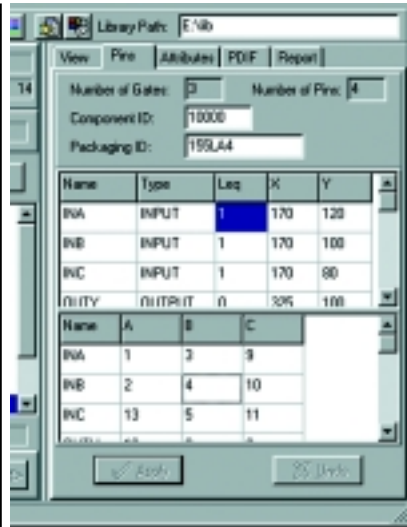 Library Path: E:\lib
View Pins Attributes PDIF Report
14
Number of Gates: 3 Number of Pins: 4
Component ID: 10000
Packaging ID: 155LA4
Name Type Leq X Y
INA INPUT 1 170 120
INB INPUT 1 170 100
INC INPUT 1 170 80
OUTY OUTPUT 0 325 100
Name A B C
INA 1 3 9
INB 2 4 10
INC 13 5 11
Apply Undo